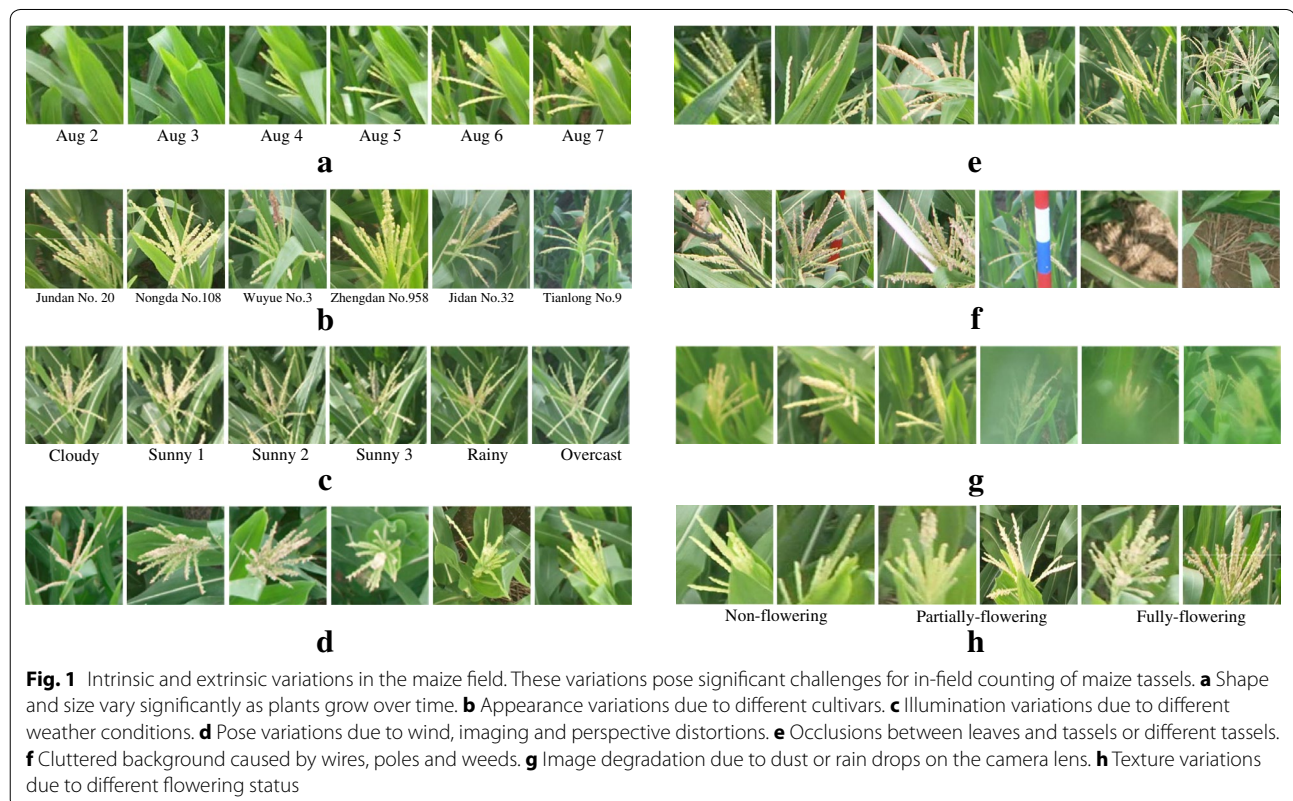 Aug 2 Aug 3 Aug 4 Aug 5 Aug 6 Aug 7
a
e
Jundan No. 20 Nongda No.108 Wuyue No.3 Zhengdan No.958 Jidan No.32 Tianlong No.9
b
f
Cloudy Sunny 1 Sunny 2 Sunny 3 Rainy Overcast
c
g
d
Non-flowering Partially-flowering Fully-flowering
h
Fig. 1 Intrinsic and extrinsic variations in the maize field. These variations pose significant challenges for in-field counting of maize tassels. a Shape
and size vary significantly as plants grow over time. b Appearance variations due to different cultivars. c Illumination variations due to different
weather conditions. d Pose variations due to wind, imaging and perspective distortions. e Occlusions between leaves and tassels or different tassels.
f Cluttered background caused by wires, poles and weeds. g Image degradation due to dust or rain drops on the camera lens. h Texture variations
due to different flowering status